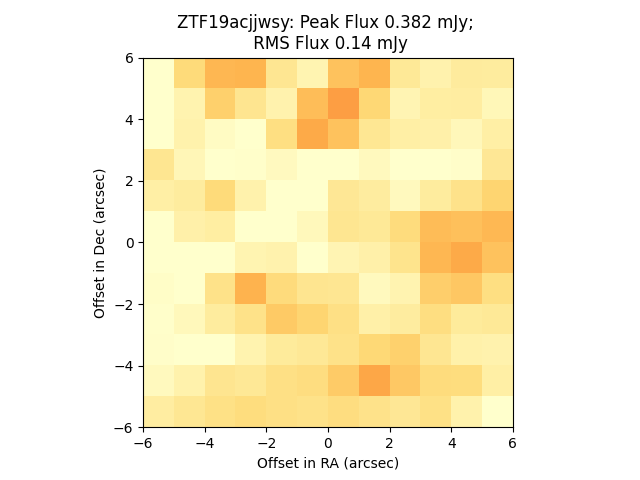 ZTF19acjjwsy: Peak Flux 0.382 mJy;
RMS Flux 0.14 mJy
6
4
2
0
−2
−4
−6
Offset in Dec (arcsec)
−6 −4 −2 0 2 4 6
Offset in RA (arcsec)